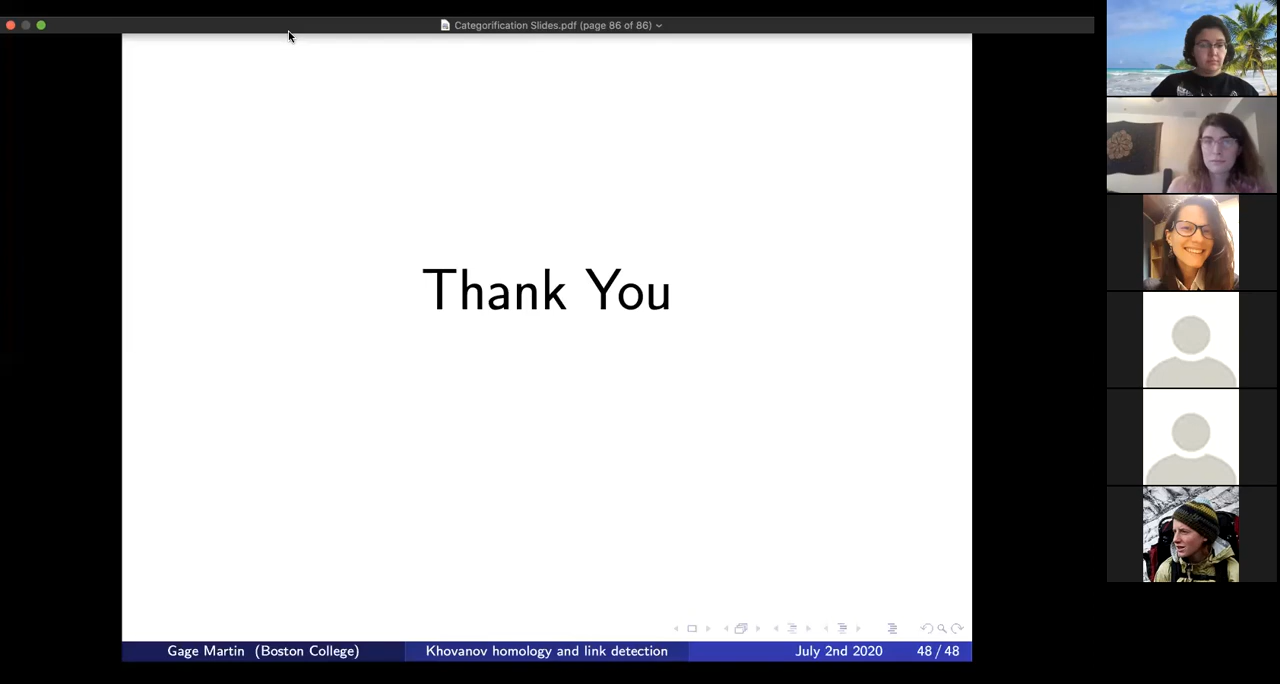 Categorification Slides.pdf (page 86 of 86)
Thank You
Gage Martin (Boston College) Khovanov homology and link detection July 2nd 2020 48 / 48